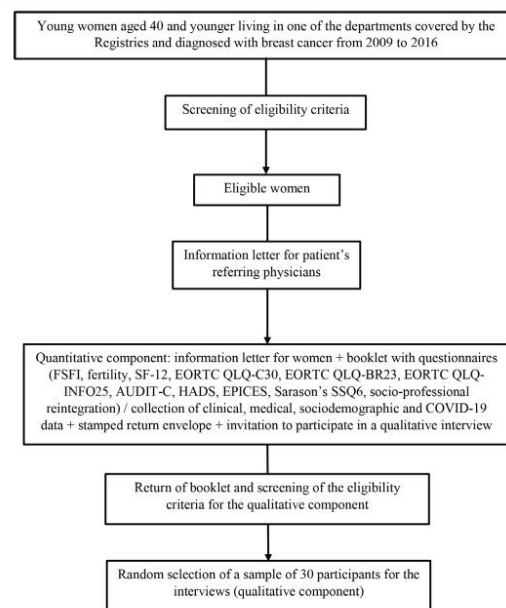 Young women aged 40 and younger living in one of the departments covered by the
Registries and diagnosed with breast cancer from 2009 to 2016
Screening of eligibility criteria
Eligible women
Information letter for patient's
referring physicians
Quantitative component: information letter for women + booklet with questionnaires
(FSFI, fertility, SF-12, EORTC QLQ-C30, EORTC QLQ-BR23, EORTC QLQ-
INFO25, AUDIT-C, HADS, EPICES, Sarason's SSQ6, socio-professional
reintegration) / collection of clinical, medical, sociodemographic and COVID-19
data + stamped return envelope + invitation to participate in a qualitative interview
Return of booklet and screening of the eligibility
criteria for the qualitative component
Random selection of a sample of 30 participants for the
interviews (qualitative component)